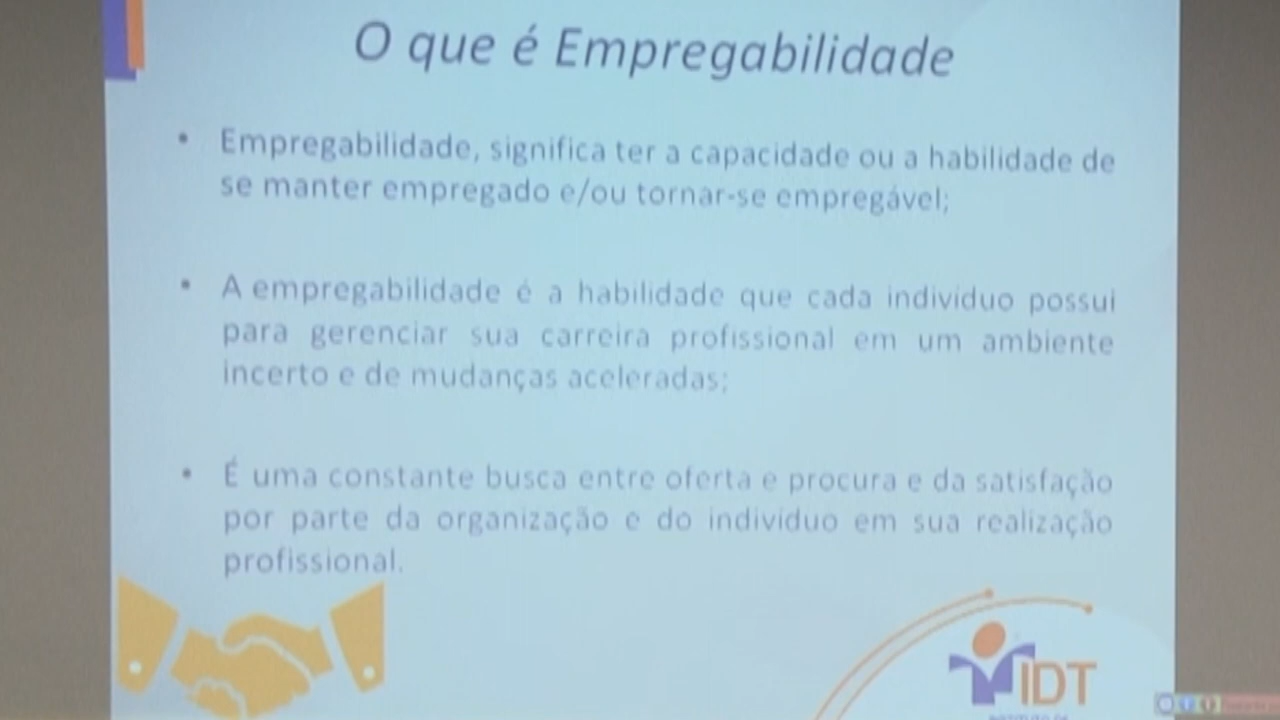 O que é Empregabilidade
• Empregabilidade, significa ter a capacidade ou a habilidade de
se manter empregado e/ou tornar-se empregável;
• A empregabilidade é a habilidade que cada individuo possui
para gerenciar sua carreira profissional em um ambiente
incerto e de mudanças aceleradas;
• É uma constante busca entre oferta e procura e da satisfação
por parte da organização e do individuo em sua realização
profissional.
IDT